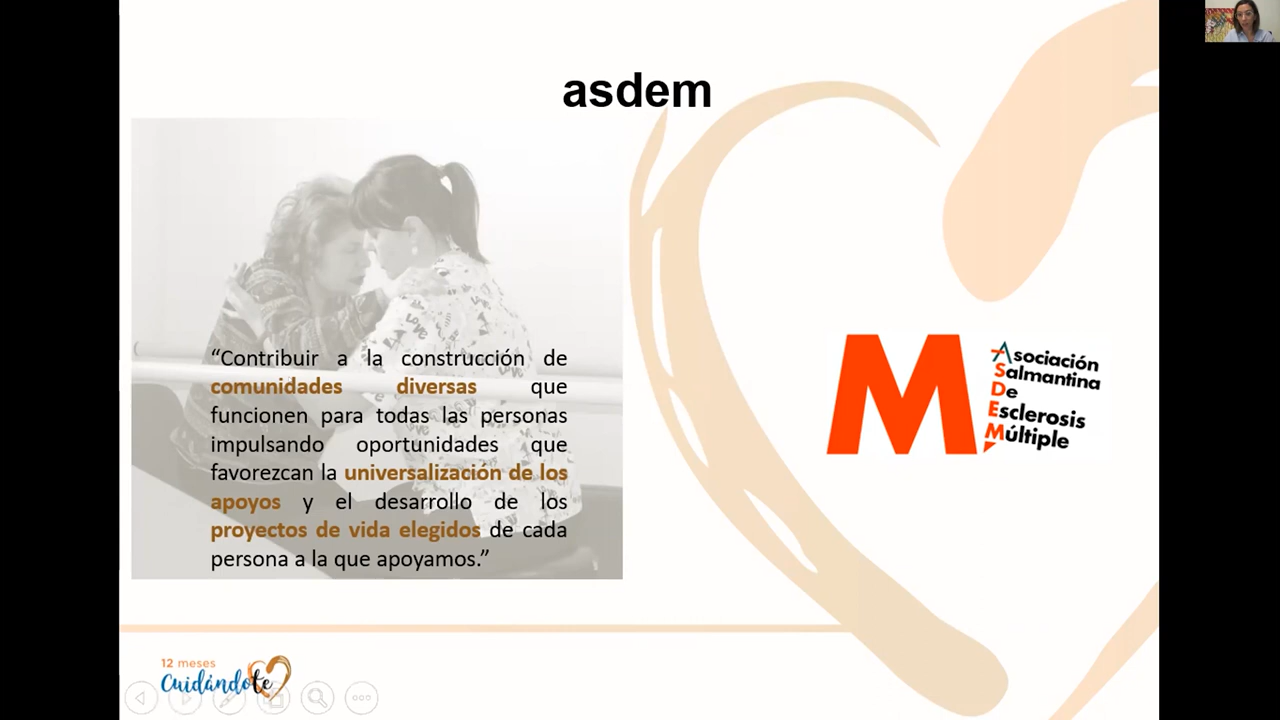 asdem
“Contribuir a la construcción de
comunidades diversas que
funcionen para todas las personas
impulsando oportunidades que
favorezcan la universalización de los
apoyos y el desarrollo de los
proyectos de vida elegidos de cada
persona a la que apoyamos.”
M
Asociación
Salmantina
De
Esclerosis
Múltiple
12 meses
Cuidándote